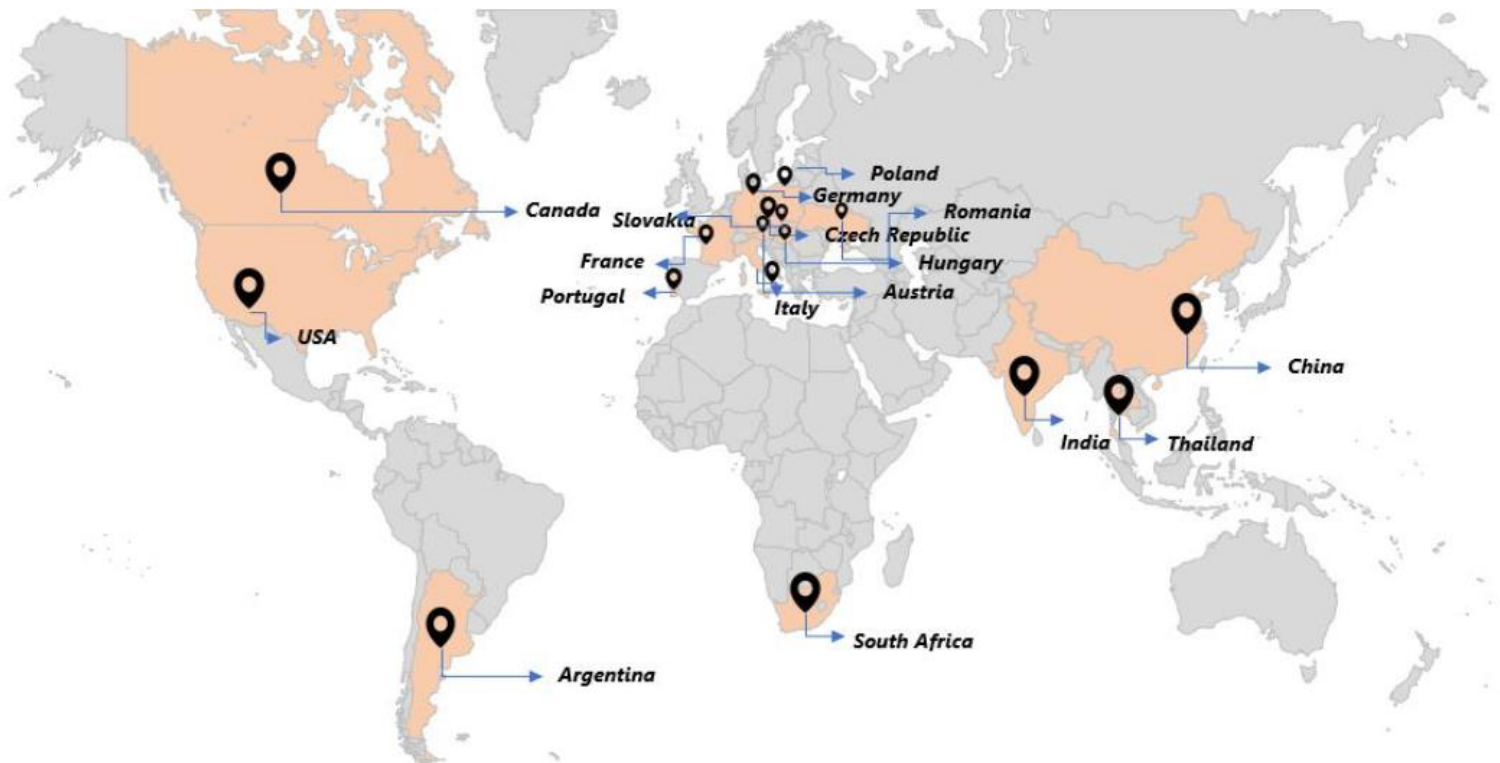 Poland
Germany
Canada
Slovakia
Romania
Czech Republic
France
Hungary
Portugal
Austria
Italy
USA
China
India
Thailand
South Africa
Argentina